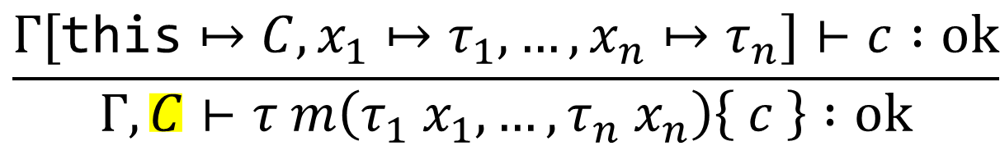 Γ[this ↦ C, x₁ ↦ τ₁, …, xₙ ↦ τₙ] ⊢ c : ok
Γ, C ⊢ τ m(τ₁ x₁, …, τₙ xₙ){ c } : ok